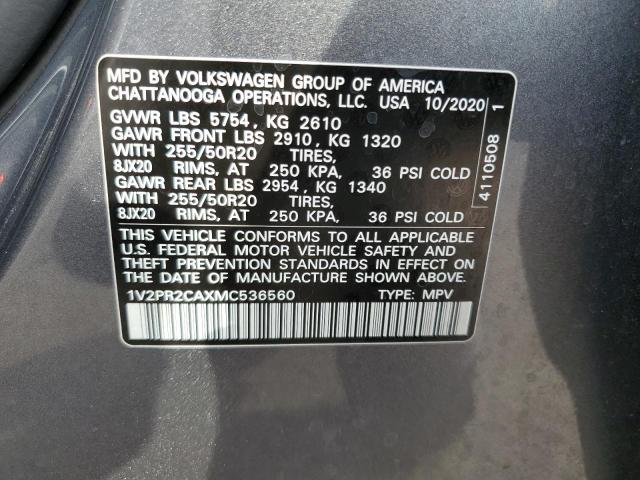 MFD BY VOLKSWAGEN GROUP OF AMERICA
CHATTANOOGA OPERATIONS, LLC. USA 10/2020
GVWR LBS 5754, KG 2610
GAWR FRONT LBS 2910, KG 1320
WITH 255/50R20 TIRES,
8JX20 RIMS, AT 250 KPA, 36 PSI COLD
GAWR REAR LBS 2954, KG 1340
WITH 255/50R20 TIRES,
8JX20 RIMS, AT 250 KPA, 36 PSI COLD
THIS VEHICLE CONFORMS TO ALL APPLICABLE
U.S. FEDERAL MOTOR VEHICLE SAFETY AND
THEFT PREVENTION STANDARDS IN EFFECT ON
THE DATE OF MANUFACTURE SHOWN ABOVE.
1V2PR2CAXMC536560 TYPE: MPV
4110508 1